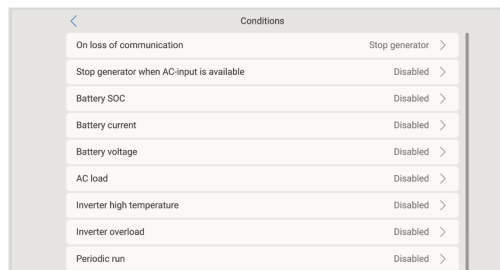 Conditions
On loss of communication Stop generator
Stop generator when AC-input is available Disabled
Battery SOC Disabled
Battery current Disabled
Battery voltage Disabled
AC load Disabled
Inverter high temperature Disabled
Inverter overload Disabled
Periodic run Disabled